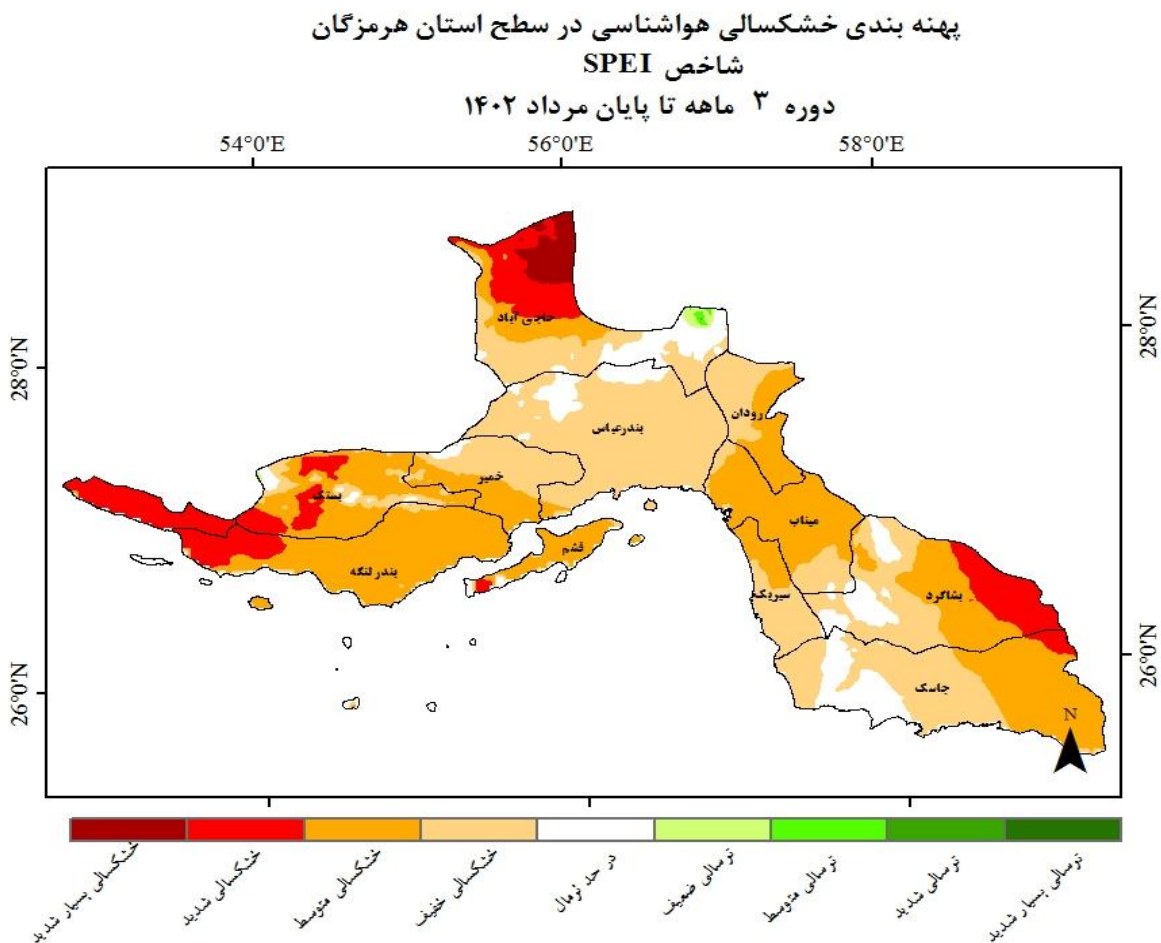 پهنه بندی خشکسالی هواشناسی در سطح استان هرمزگان
شاخص SPEI
دوره ۳ ماهه تا پایان مرداد ۱۴۰۲
54°0'E
56°0'E
58°0'E
28°0'N
28°0'N
26°0'N
26°0'N
حاجی آباد
رودان
بندرعباس
خمیر
بستک
میناب
قشم
بندرلنگه
سیریک
بشاگرد
جاسک
N
خشکسالی بسیار شدید
خشکسالی شدید
خشکسالی متوسط
خشکسالی خفیف
در حد نرمال
ترسالی ضعیف
ترسالی متوسط
ترسالی شدید
ترسالی بسیار شدید